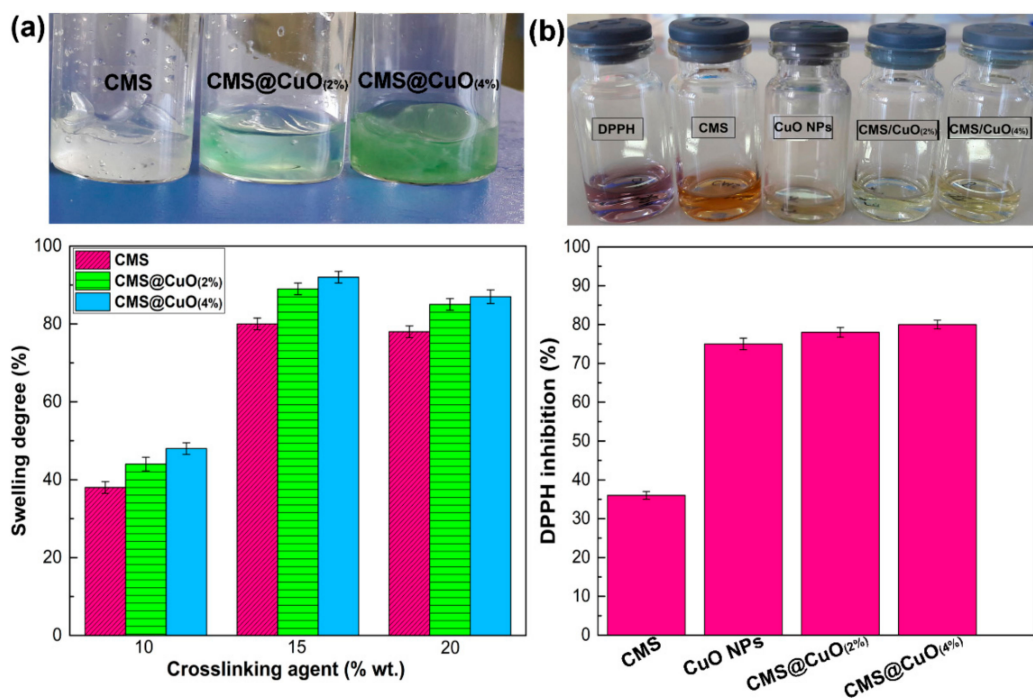 (a)
CMS
CMS@CuO(2%)
CMS@CuO(4%)
(b)
DPPH
CMS
CuO NPs
CMS/CuO(2%)
CMS/CuO(4%)
CMS
CMS@CuO(2%)
CMS@CuO(4%)
Swelling degree (%)
100
80
60
40
20
0
10
15
20
Crosslinking agent (% wt.)
DPPH inhibition (%)
100
90
80
70
60
50
40
30
20
10
0
CMS
CuO NPs
CMS@CuO(2%)
CMS@CuO(4%)